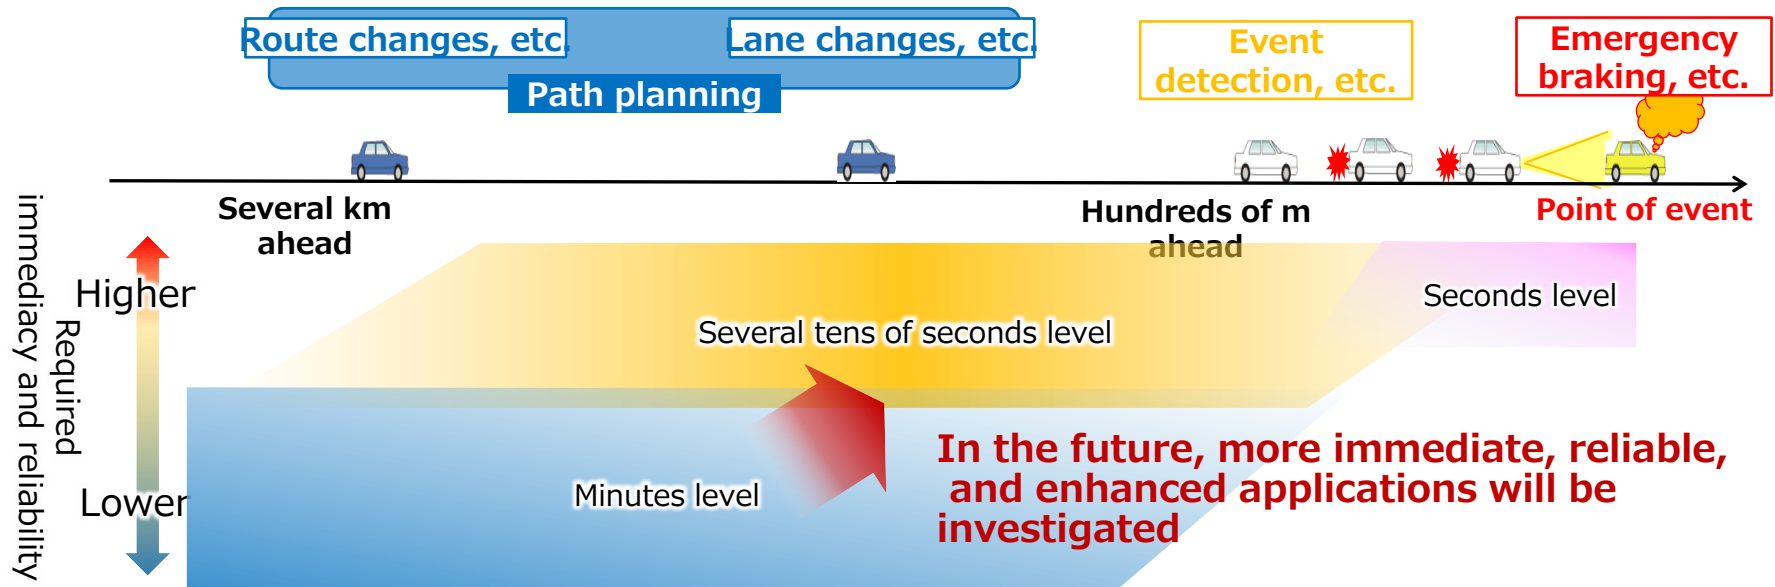 Route changes, etc.
Lane changes, etc.
Path planning
Event
detection, etc.
Emergency
braking, etc.
Several km
ahead
Hundreds of m
ahead
Point of event
Required
immediacy and reliability
Higher
Lower
Seconds level
Several tens of seconds level
Minutes level
In the future, more immediate, reliable,
and enhanced applications will be
investigated